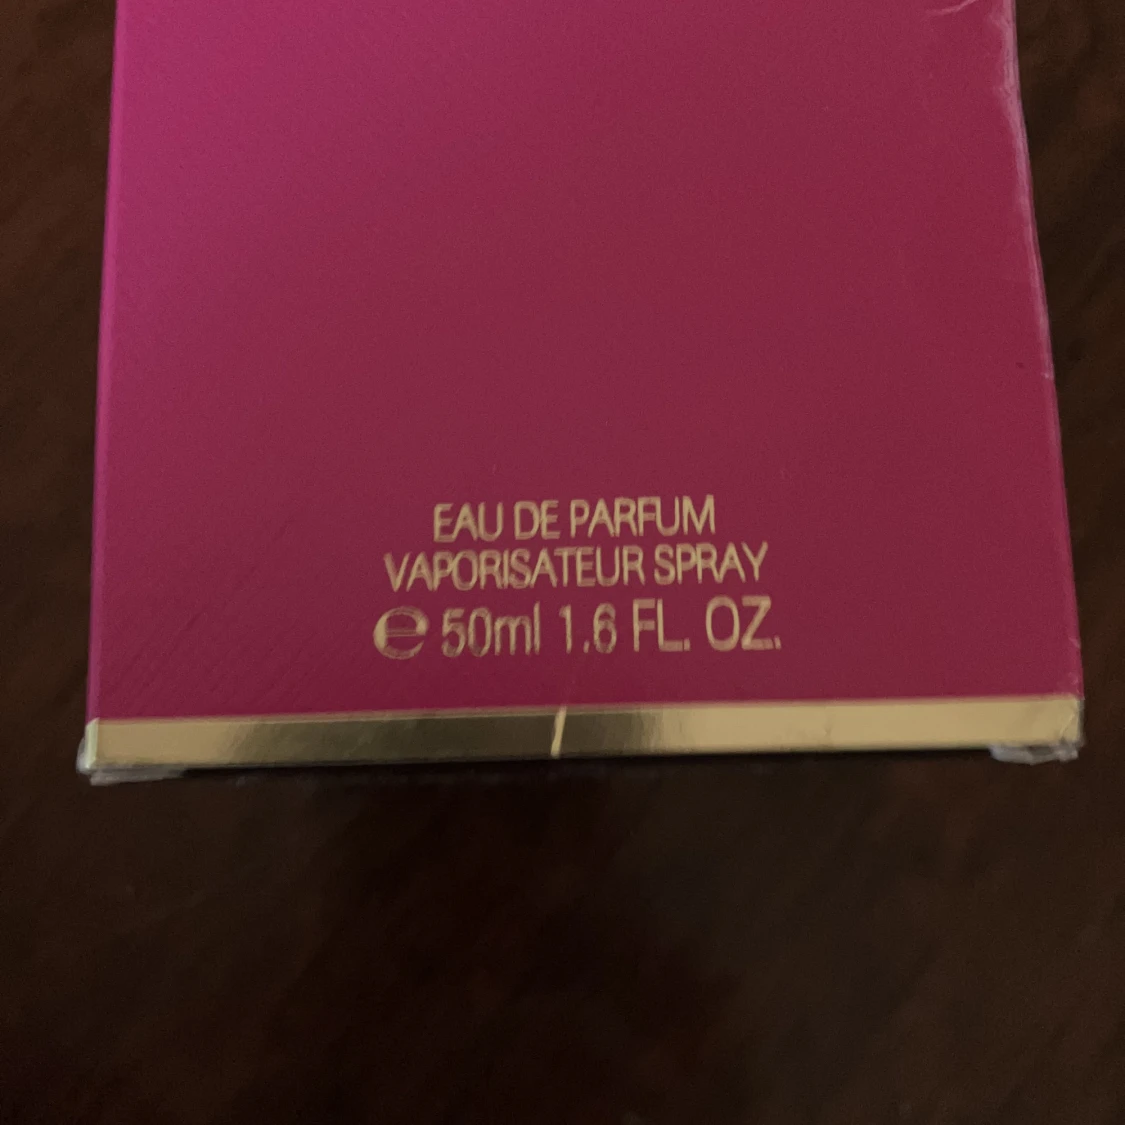 EAU DE PARFUM
VAPORISATEUR SPRAY
℮ 50ml 1.6 FL. OZ.